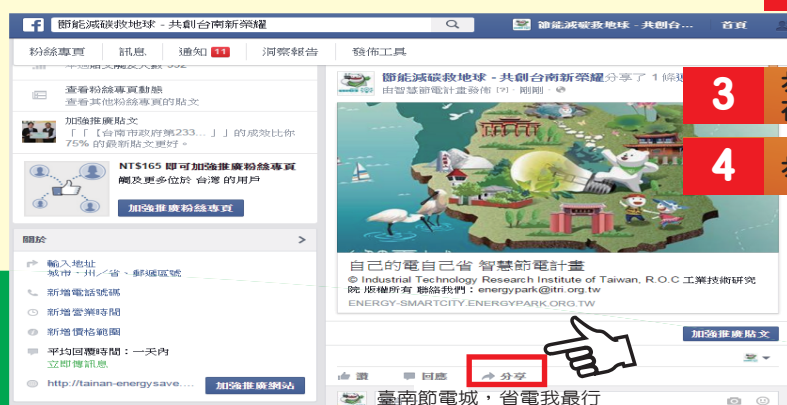 節能減碳救地球 - 共創台南新榮耀
節能減碳救地球 - 共創台... 首頁
粉絲專頁 訊息 通知 11 洞察報告 發佈工具
查看粉絲專頁動態
查看其他粉絲專頁的貼文
加強推廣貼文
「「【台南市政府第233... 」」的成效比你
75% 的最新貼文更好。
NT$165 即可加強推廣粉絲專頁
觸及更多位於 台灣 的用戶
加強推廣粉絲專頁
關於 >
輸入地址
城市、州/省、郵遞區號
新增電話號碼
新增營業時間
新增價格範圍
平均回覆時間:一天內
立即傳訊息
http://tainan-energysave....
加強推廣網站
節能減碳救地球 - 共創台南新榮耀分享了 1 條
由智慧節電計畫發佈 [?] · 剛剛 ·
3
4
自己的電自己省 智慧節電計畫
© Industrial Technology Research Institute of Taiwan, R.O.C 工業技術研究
院 版權所有 聯絡我們:energypark@itri.org.tw
ENERGY-SMARTCITY.ENERGYPARK.ORG.TW
加強推廣貼文
讚 回應 分享
臺南節電城,省電我最行